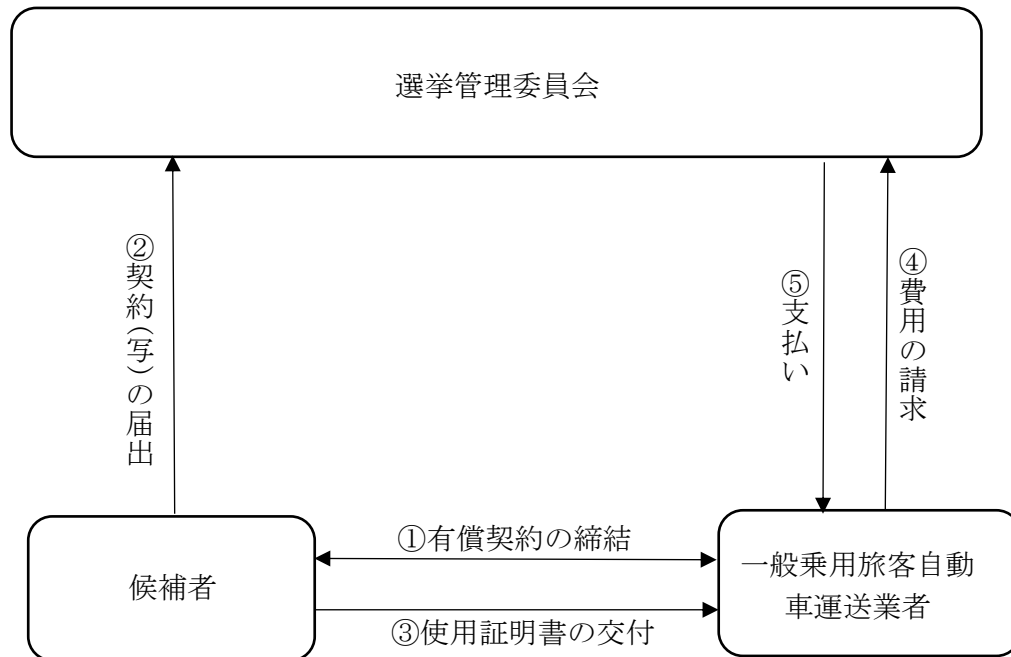 選挙管理委員会
②契約(写)の届出
⑤支払い
④費用の請求
①有償契約の締結
候補者
一般乗用旅客自動
車運送業者
③使用証明書の交付